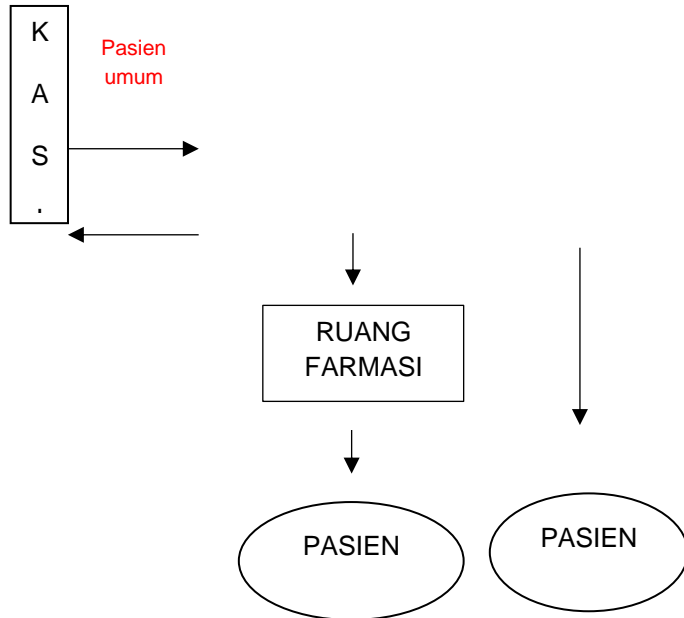 K
A
S
.
Pasien
umum
RUANG
FARMASI
PASIEN
PASIEN